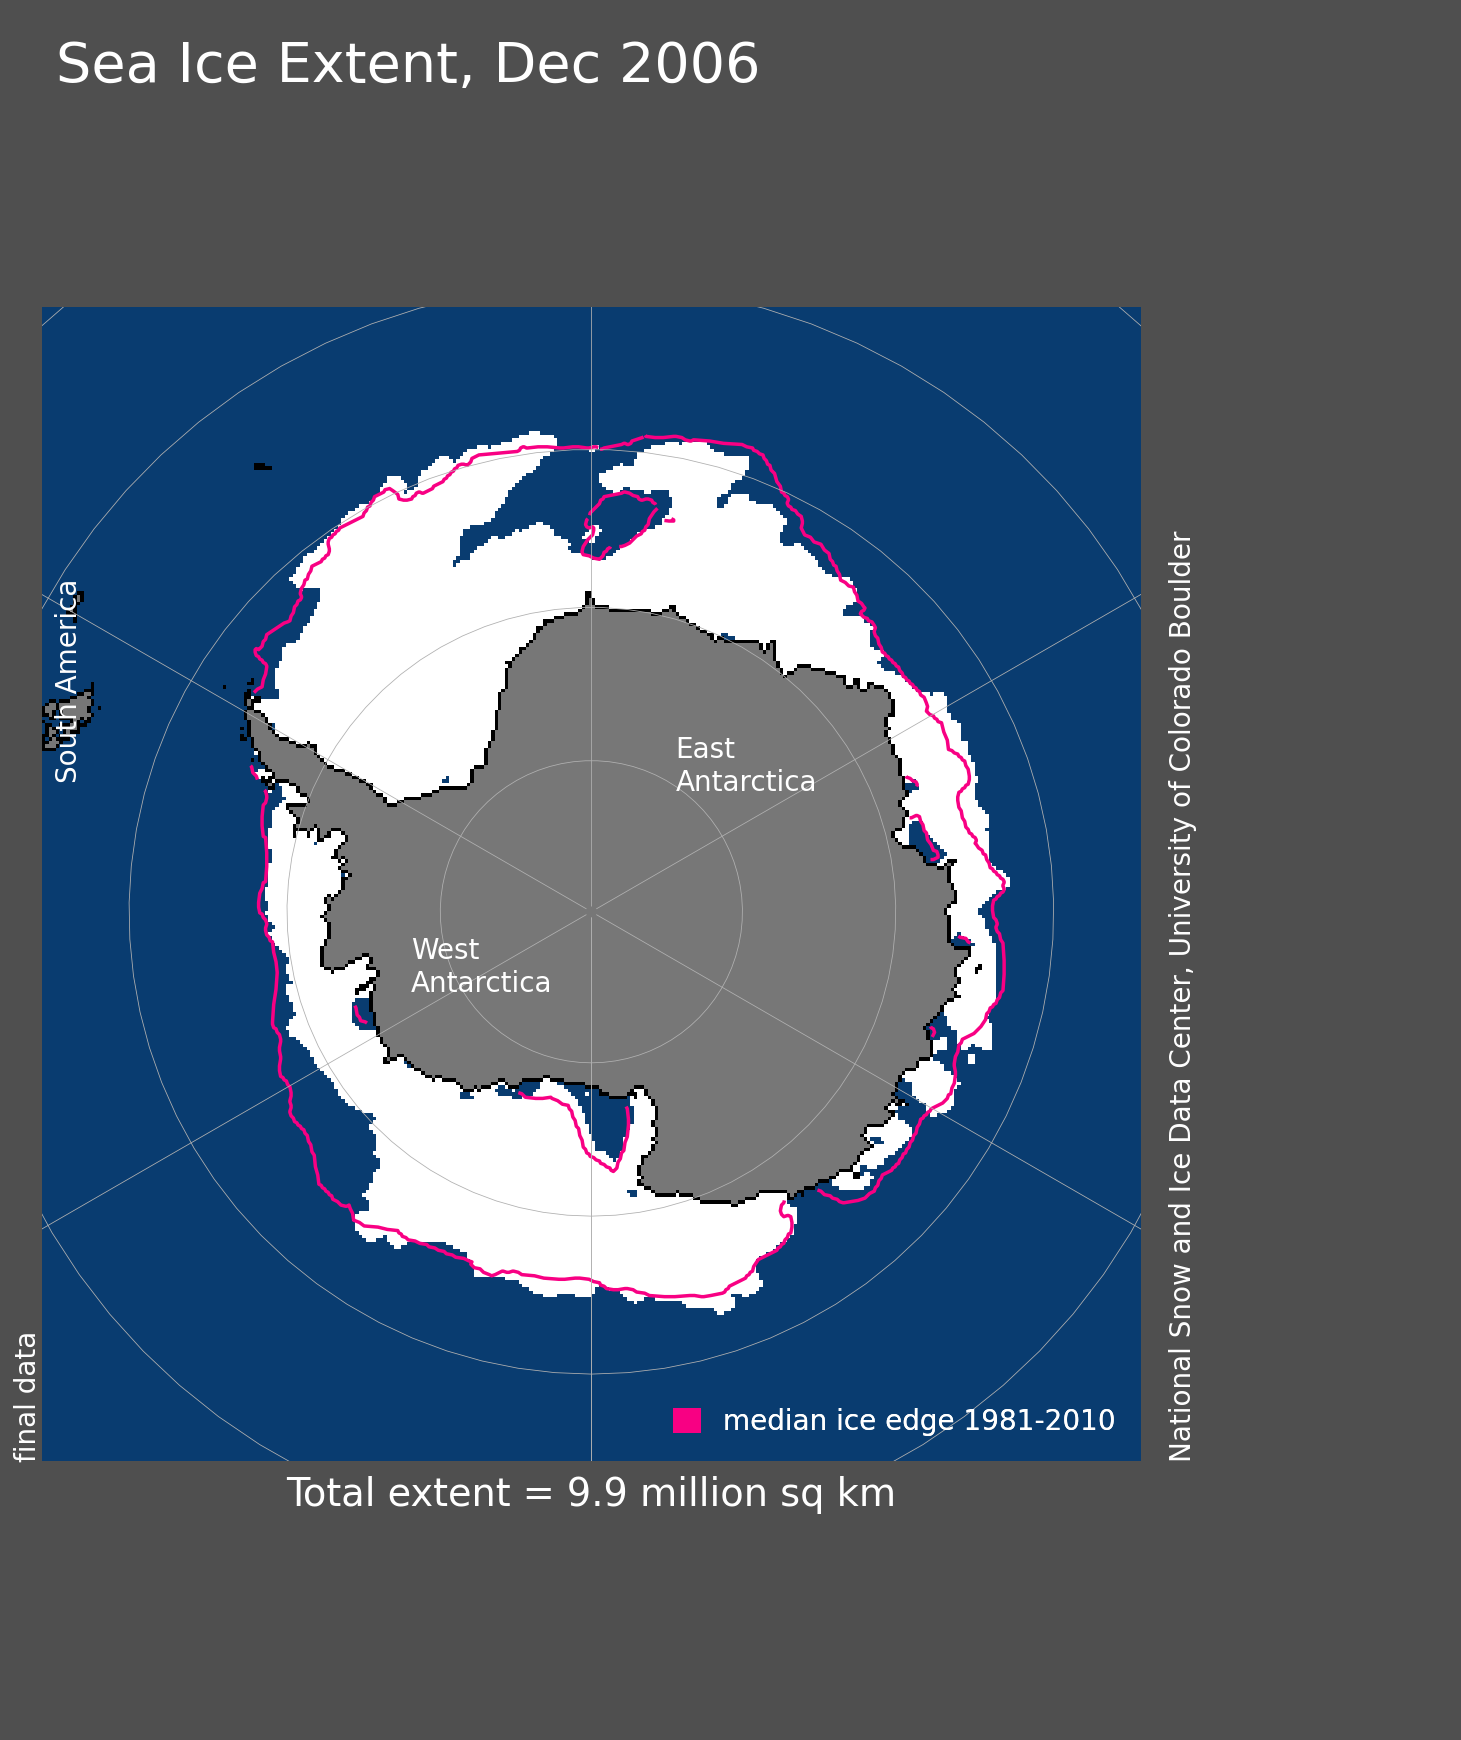 Sea Ice Extent, Dec 2006
South America
East
Antarctica
West
Antarctica
National Snow and Ice Data Center, University of Colorado Boulder
final data
median ice edge 1981-2010
Total extent = 9.9 million sq km